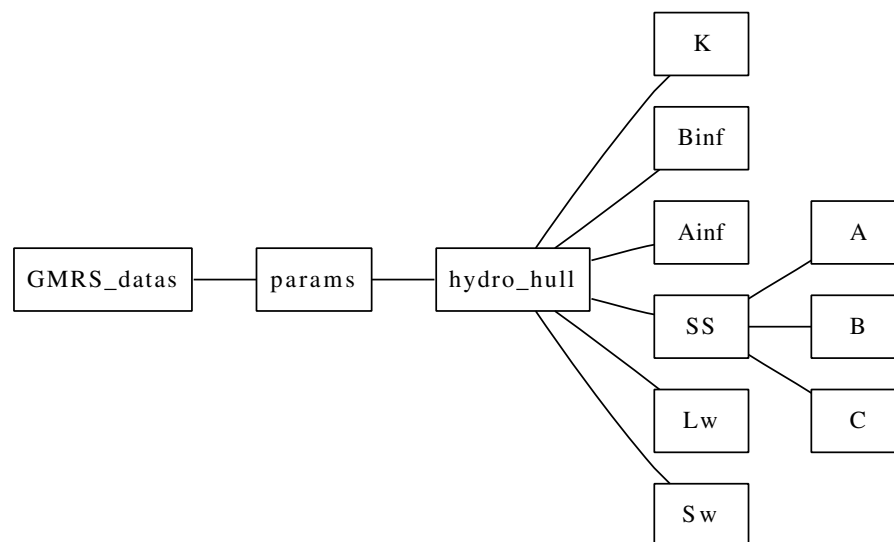 K
Binf
Ainf
A
GMRS_datas
params
hydro_hull
SS
B
Lw
C
Sw